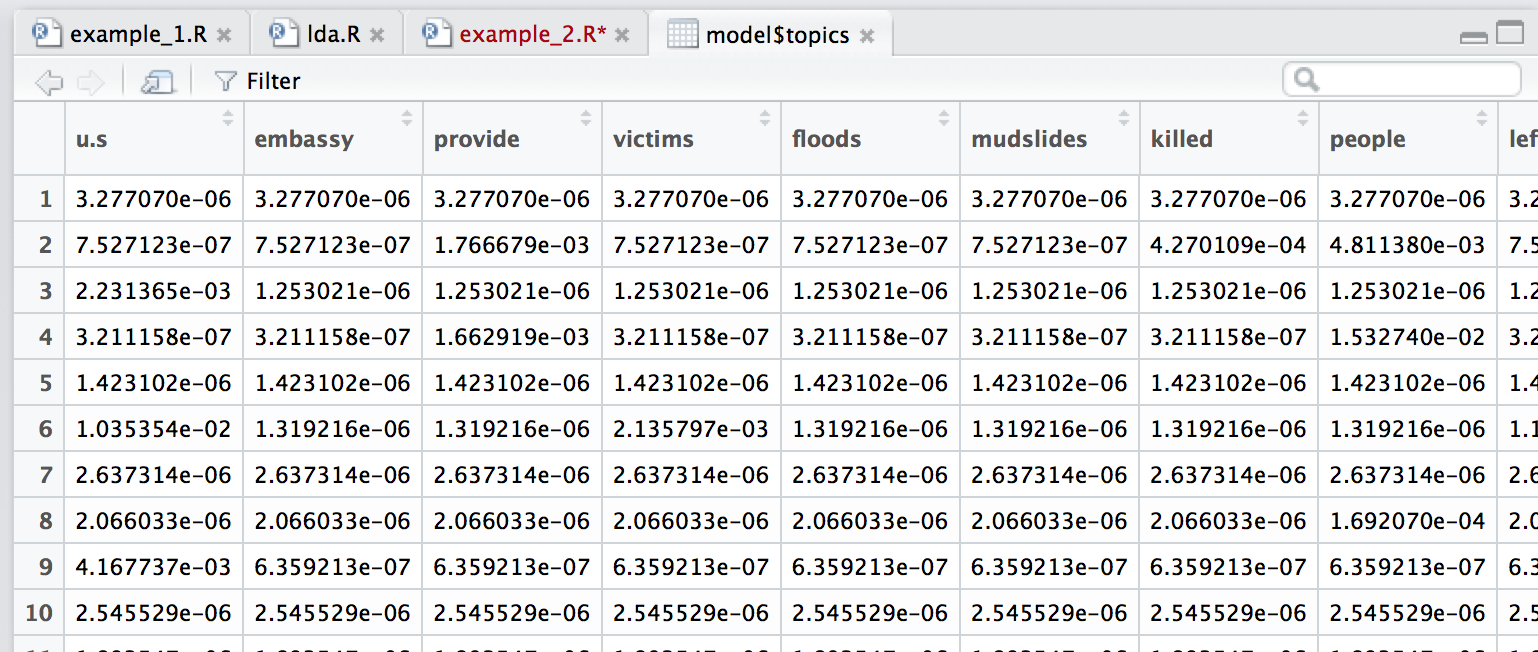 example_1.R lda.R example_2.R* model$topics
Filter
u.s embassy provide victims floods mudslides killed people lef
1 3.277070e-06 3.277070e-06 3.277070e-06 3.277070e-06 3.277070e-06 3.277070e-06 3.277070e-06 3.277070e-06 3.2
2 7.527123e-07 7.527123e-07 1.766679e-03 7.527123e-07 7.527123e-07 7.527123e-07 4.270109e-04 4.811380e-03 7.5
3 2.231365e-03 1.253021e-06 1.253021e-06 1.253021e-06 1.253021e-06 1.253021e-06 1.253021e-06 1.253021e-06 1.2
4 3.211158e-07 3.211158e-07 1.662919e-03 3.211158e-07 3.211158e-07 3.211158e-07 3.211158e-07 1.532740e-02 3.2
5 1.423102e-06 1.423102e-06 1.423102e-06 1.423102e-06 1.423102e-06 1.423102e-06 1.423102e-06 1.423102e-06 1.4
6 1.035354e-02 1.319216e-06 1.319216e-06 2.135797e-03 1.319216e-06 1.319216e-06 1.319216e-06 1.319216e-06 1.1
7 2.637314e-06 2.637314e-06 2.637314e-06 2.637314e-06 2.637314e-06 2.637314e-06 2.637314e-06 2.637314e-06 2.6
8 2.066033e-06 2.066033e-06 2.066033e-06 2.066033e-06 2.066033e-06 2.066033e-06 2.066033e-06 1.692070e-04 2.0
9 4.167737e-03 6.359213e-07 6.359213e-07 6.359213e-07 6.359213e-07 6.359213e-07 6.359213e-07 6.359213e-07 6.3
10 2.545529e-06 2.545529e-06 2.545529e-06 2.545529e-06 2.545529e-06 2.545529e-06 2.545529e-06 2.545529e-06 2.5